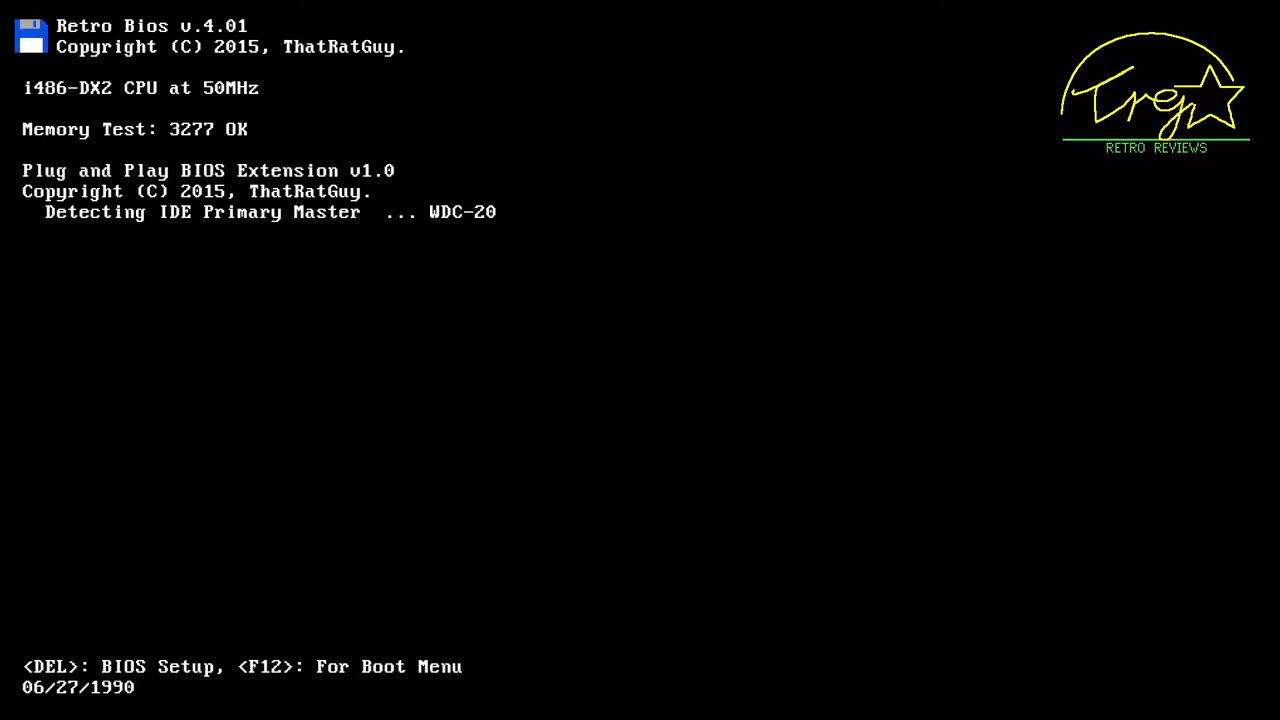 Retro Bios v.4.01
Copyright (C) 2015, ThatRatGuy.
i486-DX2 CPU at 50MHz
Memory Test: 3277 OK
Plug and Play BIOS Extension v1.0
Copyright (C) 2015, ThatRatGuy.
Detecting IDE Primary Master ... WDC-20
Trg
RETRO REVIEWS
<DEL>: BIOS Setup, <F12>: For Boot Menu
06/27/1990